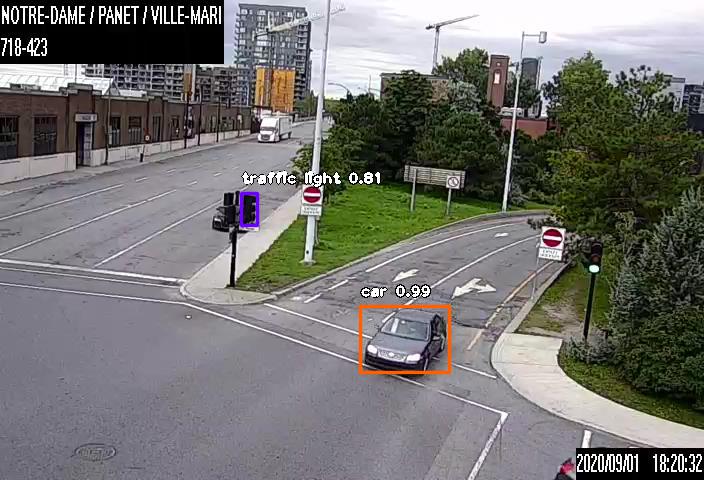 NOTRE-DAME / PANET / VILLE-MARI
718-423
traffic light 0.81
car 0.99
2020/09/01 18:20:32